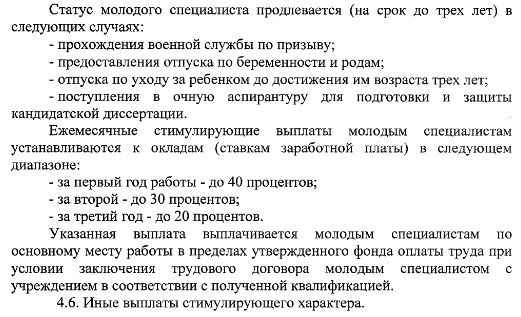 Статус молодого специалиста продлевается (на срок до трех лет) в
следующих случаях:
- прохождения военной службы по призыву;
- предоставления отпуска по беременности и родам;
- отпуска по уходу за ребенком до достижения им возраста трех лет;
- поступления в очную аспирантуру для подготовки и защиты
кандидатской диссертации.
Ежемесячные стимулирующие выплаты молодым специалистам
устанавливаются к окладам (ставкам заработной платы) в следующем
диапазоне:
- за первый год работы - до 40 процентов;
- за второй - до 30 процентов;
- за третий год - до 20 процентов.
Указанная выплата выплачивается молодым специалистам по
основному месту работы в пределах утвержденного фонда оплаты труда при
условии заключения трудового договора молодым специалистом с
учреждением в соответствии с полученной квалификацией.
4.6. Иные выплаты стимулирующего характера.